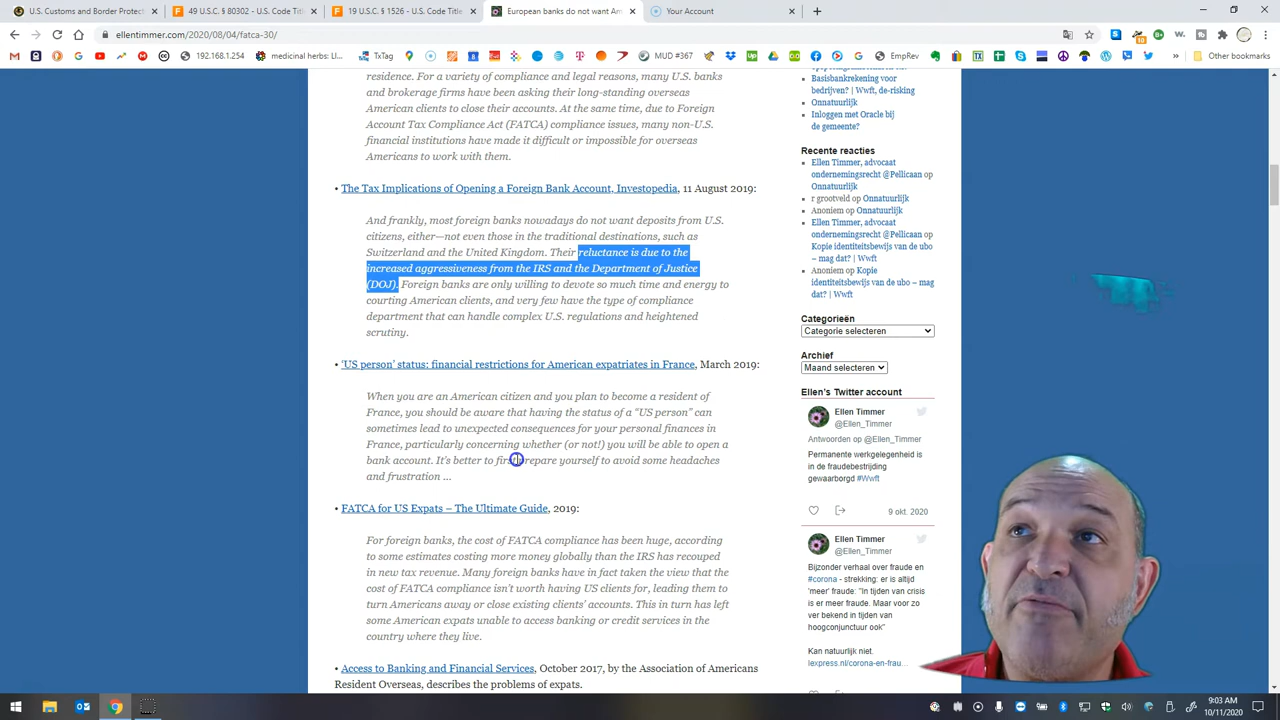 U.S. Customs and Border Protec
49 U.S.C. § 80302 - U.S. Code -
19 U.S.C. § 1526 - U.S. Code - Un
European banks do not want Am
Your Account
ellentimmer.com/2020/08/04/fatca-30/
192.168.1.254
medicinal herbs: LI...
TxTag
MUD #367
EmpRev
Other bookmarks
residence. For a variety of compliance and legal reasons, many U.S. banks
and brokerage firms have been asking their long-standing overseas
American clients to close their accounts. At the same time, due to Foreign
Account Tax Compliance Act (FATCA) compliance issues, many non-U.S.
financial institutions have made it difficult or impossible for overseas
Americans to work with them.
• The Tax Implications of Opening a Foreign Bank Account, Investopedia, 11 August 2019:
And frankly, most foreign banks nowadays do not want deposits from U.S.
citizens, either—not even those in the traditional destinations, such as
Switzerland and the United Kingdom. Their reluctance is due to the
increased aggressiveness from the IRS and the Department of Justice
(DOJ). Foreign banks are only willing to devote so much time and energy to
courting American clients, and very few have the type of compliance
department that can handle complex U.S. regulations and heightened
scrutiny.
• ‘US person’ status: financial restrictions for American expatriates in France, March 2019:
When you are an American citizen and you plan to become a resident of
France, you should be aware that having the status of a “US person” can
sometimes lead to unexpected consequences for your personal finances in
France, particularly concerning whether (or not!) you will be able to open a
bank account. It’s better to first prepare yourself to avoid some headaches
and frustration ...
• FATCA for US Expats – The Ultimate Guide, 2019:
For foreign banks, the cost of FATCA compliance has been huge, according
to some estimates costing more money globally than the IRS has recouped
in new tax revenue. Many foreign banks have in fact taken the view that the
cost of FATCA compliance isn’t worth having US clients for, leading them to
turn Americans away or close existing clients’ accounts. This in turn has left
some American expats unable to access banking or credit services in the
country where they live.
• Access to Banking and Financial Services, October 2017, by the Association of Americans
Resident Overseas, describes the problems of expats.
Basisbankrekening voor
bedrijven? | Wwft, de-risking
Onnatuurlijk
Inloggen met Oracle bij
de gemeente?
Recente reacties
Ellen Timmer, advocaat
ondernemingsrecht @Pellicaan op
Onnatuurlijk
r grootveld op Onnatuurlijk
Anoniem op Onnatuurlijk
Ellen Timmer, advocaat
ondernemingsrecht @Pellicaan op
Kopie identiteitsbewijs van de ubo
– mag dat? | Wwft
Anoniem op Kopie
identiteitsbewijs van de ubo – mag
dat? | Wwft
Categorieën
Categorie selecteren
Archief
Maand selecteren
Ellen’s Twitter account
Ellen Timmer
@Ellen_Timmer
Antwoorden op @Ellen_Timmer
Permanente werkgelegenheid is
in de fraudebestrijding
gewaarborgd #Wwft
9 okt. 2020
Ellen Timmer
@Ellen_Timmer
Bijzonder verhaal over fraude en
#corona - strekking: er is altijd
'meer' fraude: "In tijden van crisis
is er meer fraude. Maar voor zo
ver bekend in tijden van
hoogconjunctuur ook"
Kan natuurlijk niet.
lexpress.nl/corona-en-frau...
9:03 AM
10/11/2020